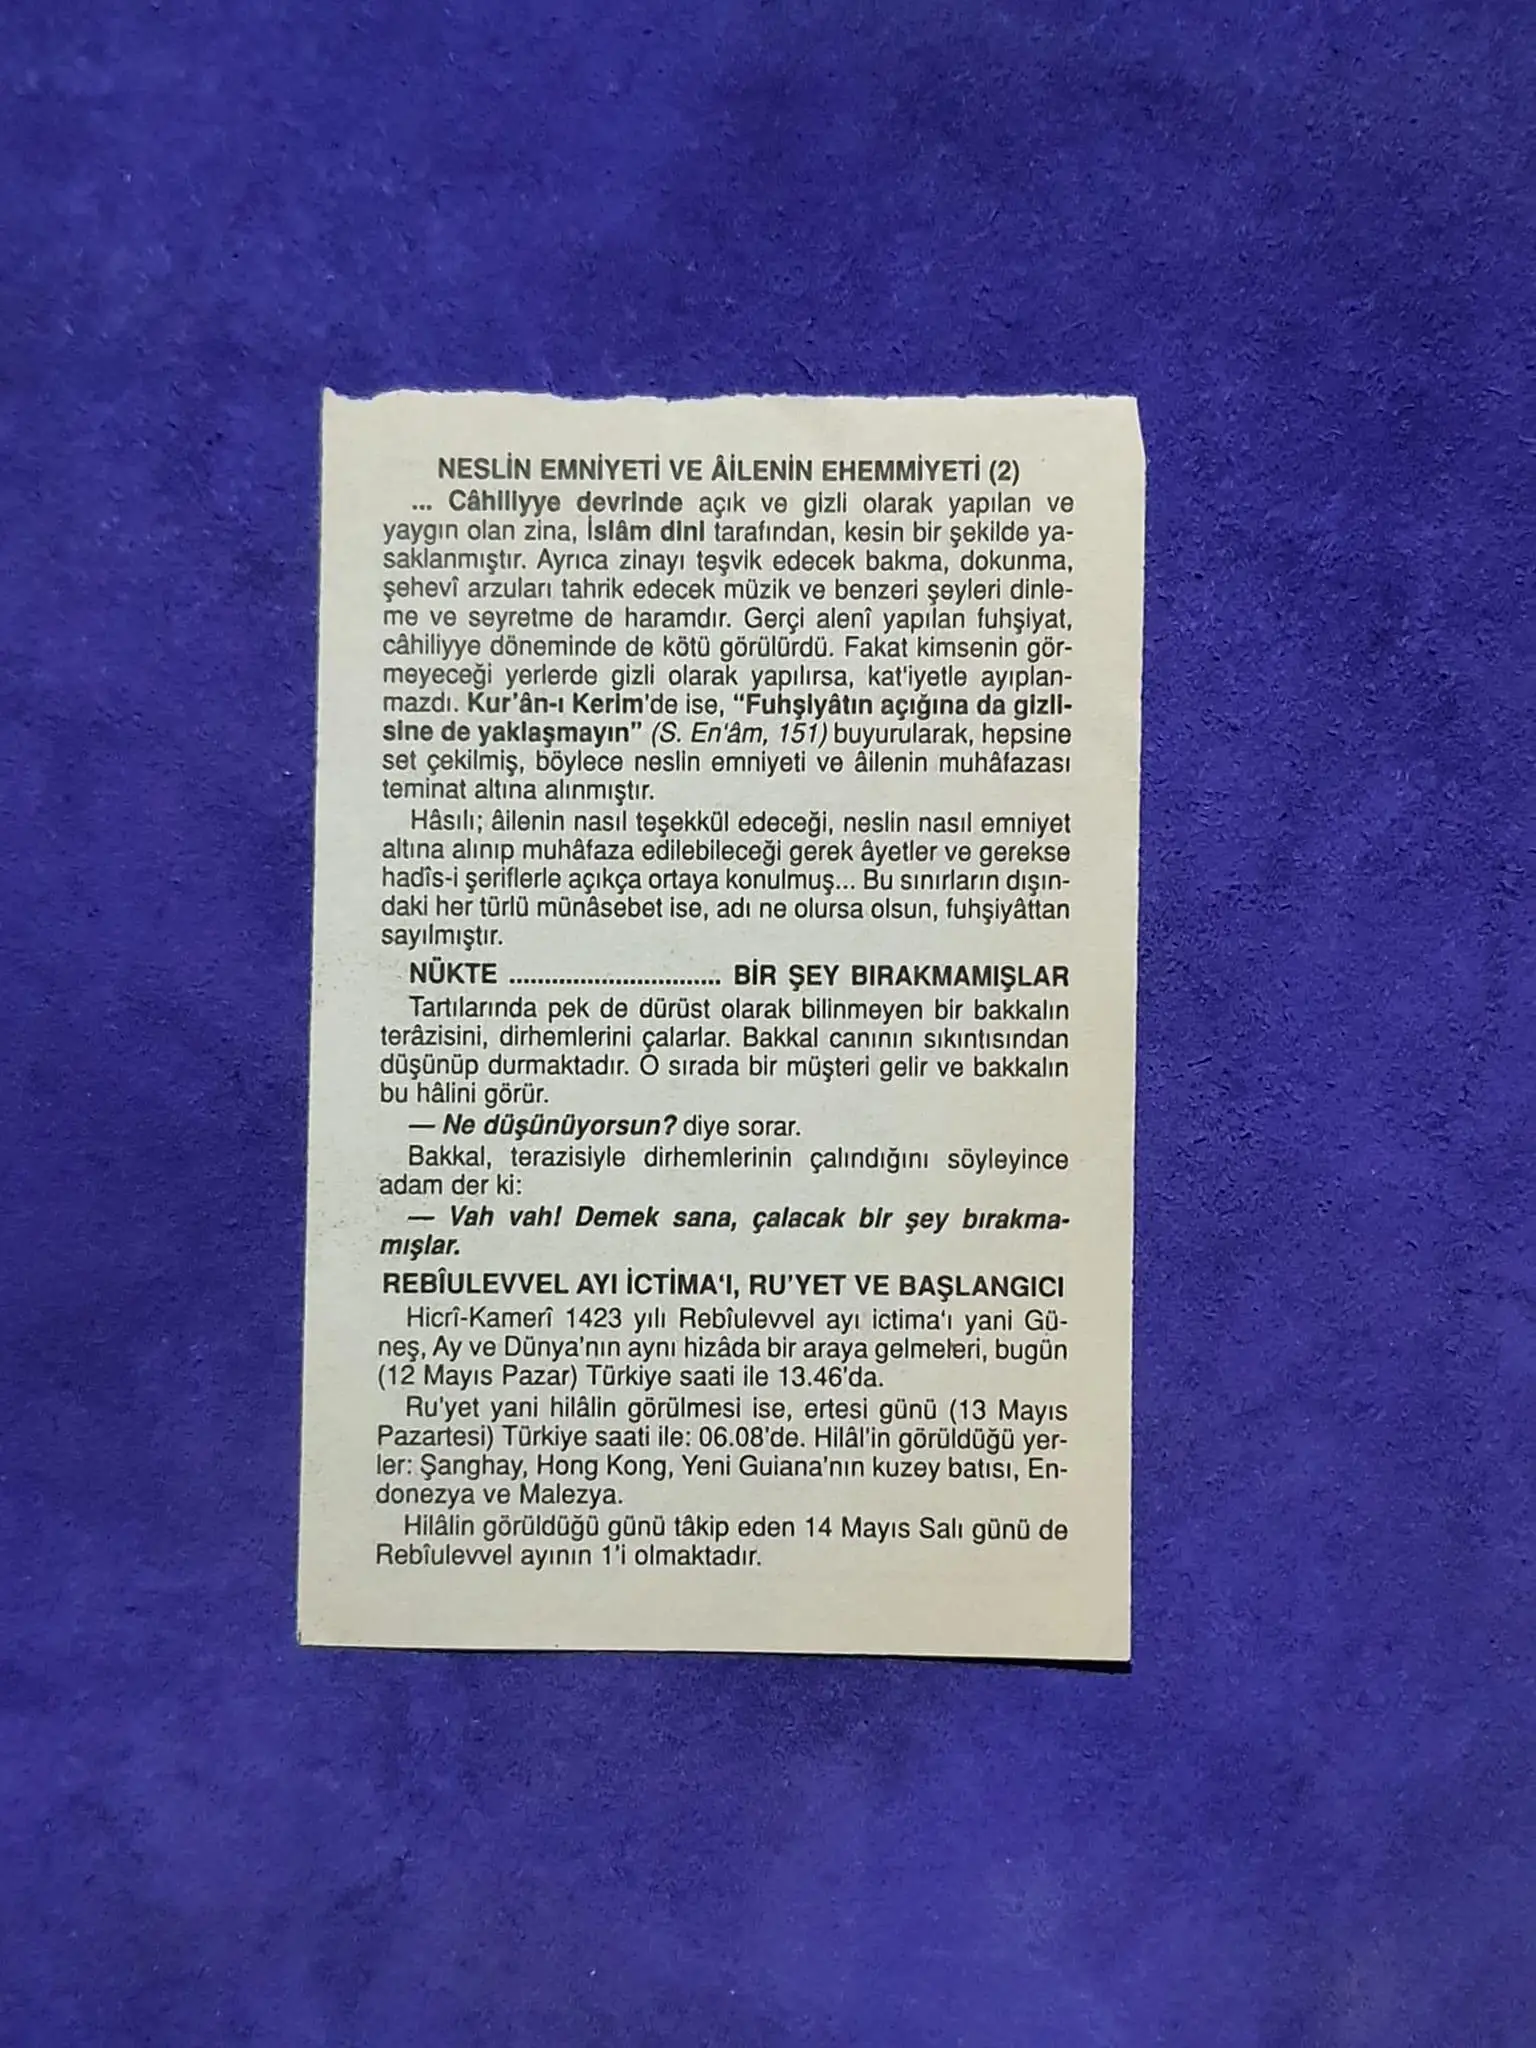 NESLİN EMNİYETİ VE ÂİLENİN EHEMMİYETİ (2)
... Câhiliyye devrinde açık ve gizli olarak yapılan ve
yaygın olan zina, İslâm dini tarafından, kesin bir şekilde ya-
saklanmıştır. Ayrıca zinayı teşvik edecek bakma, dokunma,
şehevî arzuları tahrik edecek müzik ve benzeri şeyleri dinle-
me ve seyretme de haramdır. Gerçi alenî yapılan fuhşiyat,
câhiliyye döneminde de kötü görülürdü. Fakat kimsenin gör-
meyeceği yerlerde gizli olarak yapılırsa, kat'iyetle ayıplan-
mazdı. Kur'ân-ı Kerim'de ise, "Fuhşiyâtın açığına da gizli-
sine de yaklaşmayın" (S. En'âm, 151) buyurularak, hepsine
set çekilmiş, böylece neslin emniyeti ve âilenin muhâfazası
teminat altına alınmıştır.
Hâsılı; âilenin nasıl teşekkül edeceği, neslin nasıl emniyet
altına alınıp muhâfaza edilebileceği gerek âyetler ve gerekse
hadîs-i şeriflerle açıkça ortaya konulmuş... Bu sınırların dışın-
daki her türlü münâsebet ise, adı ne olursa olsun, fuhşiyâttan
sayılmıştır.
NÜKTE .............................. BİR ŞEY BIRAKMAMIŞLAR
Tartılarında pek de dürüst olarak bilinmeyen bir bakkalın
terâzisini, dirhemlerini çalarlar. Bakkal canının sıkıntısından
düşünüp durmaktadır. O sırada bir müşteri gelir ve bakkalın
bu hâlini görür.
— Ne düşünüyorsun? diye sorar.
Bakkal, terazisiyle dirhemlerinin çalındığını söyleyince
adam der ki:
— Vah vah! Demek sana, çalacak bir şey bırakma-
mışlar.
REBÎULEVVEL AYI İCTİMA'I, RU'YET VE BAŞLANGICI
Hicrî-Kamerî 1423 yılı Rebîulevvel ayı ictima'ı yani Gü-
neş, Ay ve Dünya'nın aynı hizâda bir araya gelmeleri, bugün
(12 Mayıs Pazar) Türkiye saati ile 13.46'da.
Ru'yet yani hilâlin görülmesi ise, ertesi günü (13 Mayıs
Pazartesi) Türkiye saati ile: 06.08'de. Hilâl'in görüldüğü yer-
ler: Şanghay, Hong Kong, Yeni Guiana'nın kuzey batısı, En-
donezya ve Malezya.
Hilâlin görüldüğü günü tâkip eden 14 Mayıs Salı günü de
Rebîulevvel ayının 1'i olmaktadır.